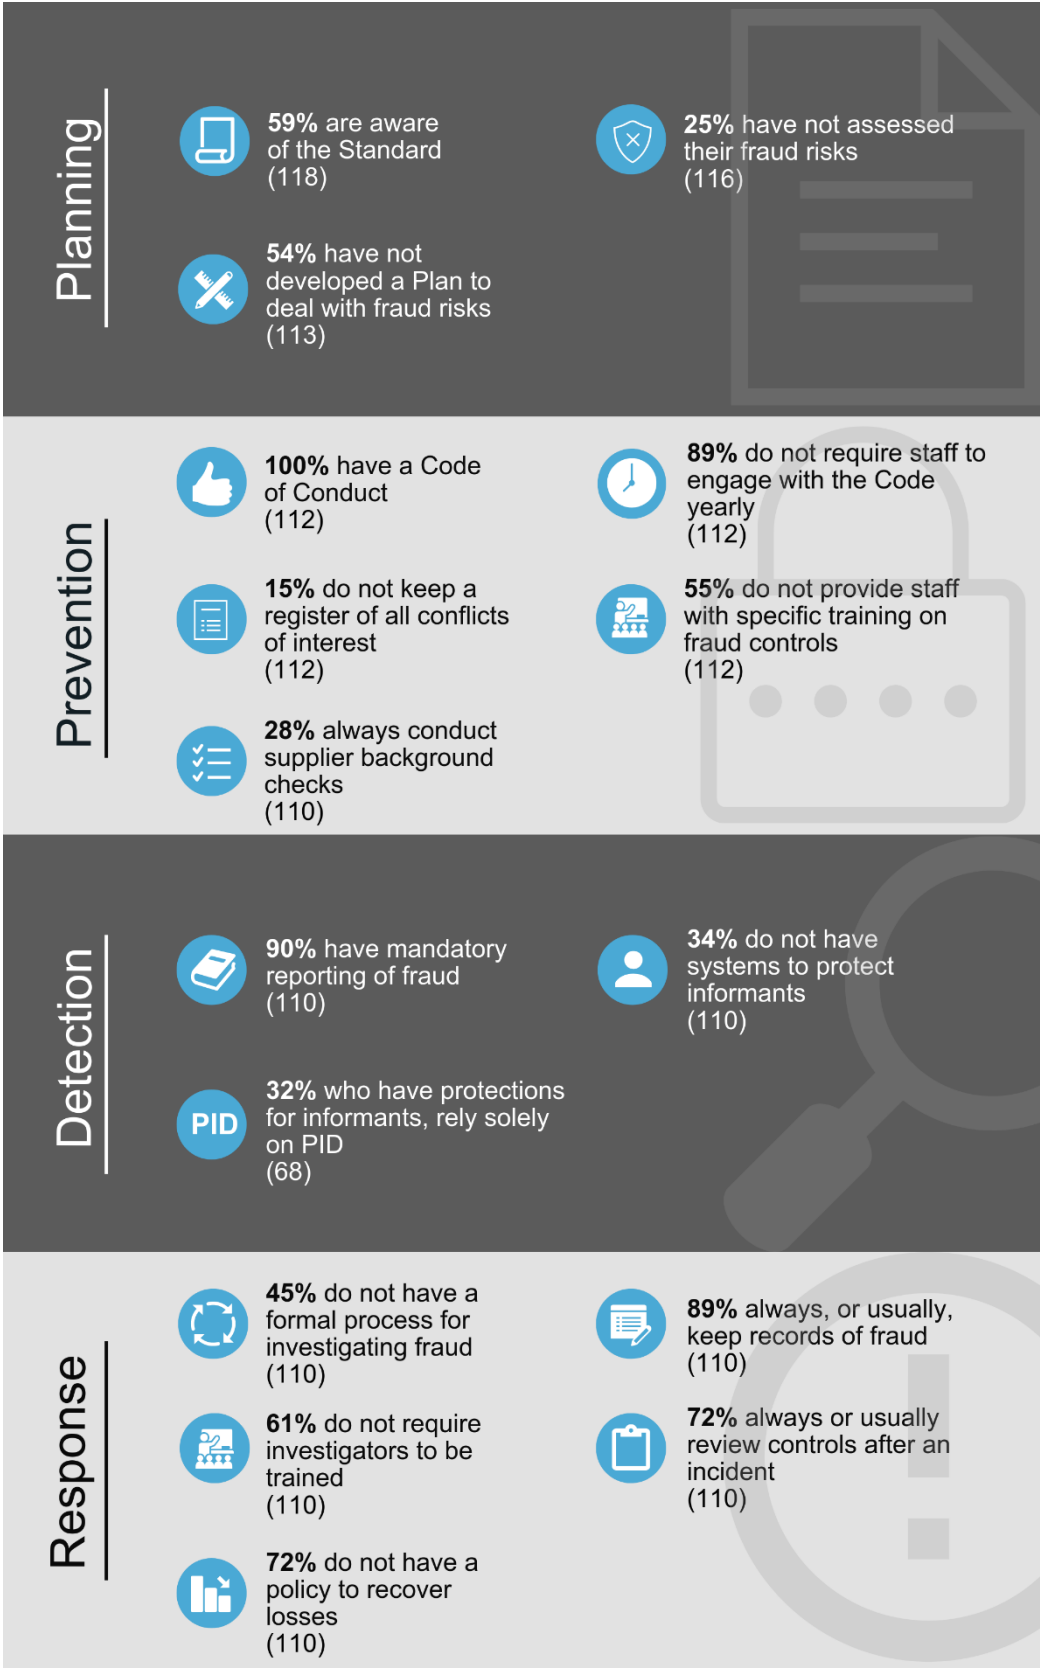 Planning
59% are aware
of the Standard
(118)
25% have not assessed
their fraud risks
(116)
54% have not
developed a Plan to
deal with fraud risks
(113)
Prevention
100% have a Code
of Conduct
(112)
89% do not require staff to
engage with the Code
yearly
(112)
15% do not keep a
register of all conflicts
of interest
(112)
55% do not provide staff
with specific training on
fraud controls
(112)
28% always conduct
supplier background
checks
(110)
Detection
90% have mandatory
reporting of fraud
(110)
34% do not have
systems to protect
informants
(110)
PID
32% who have protections
for informants, rely solely
on PID
(68)
Response
45% do not have a
formal process for
investigating fraud
(110)
89% always, or usually,
keep records of fraud
(110)
61% do not require
investigators to be
trained
(110)
72% always or usually
review controls after an
incident
(110)
72% do not have a
policy to recover
losses
(110)